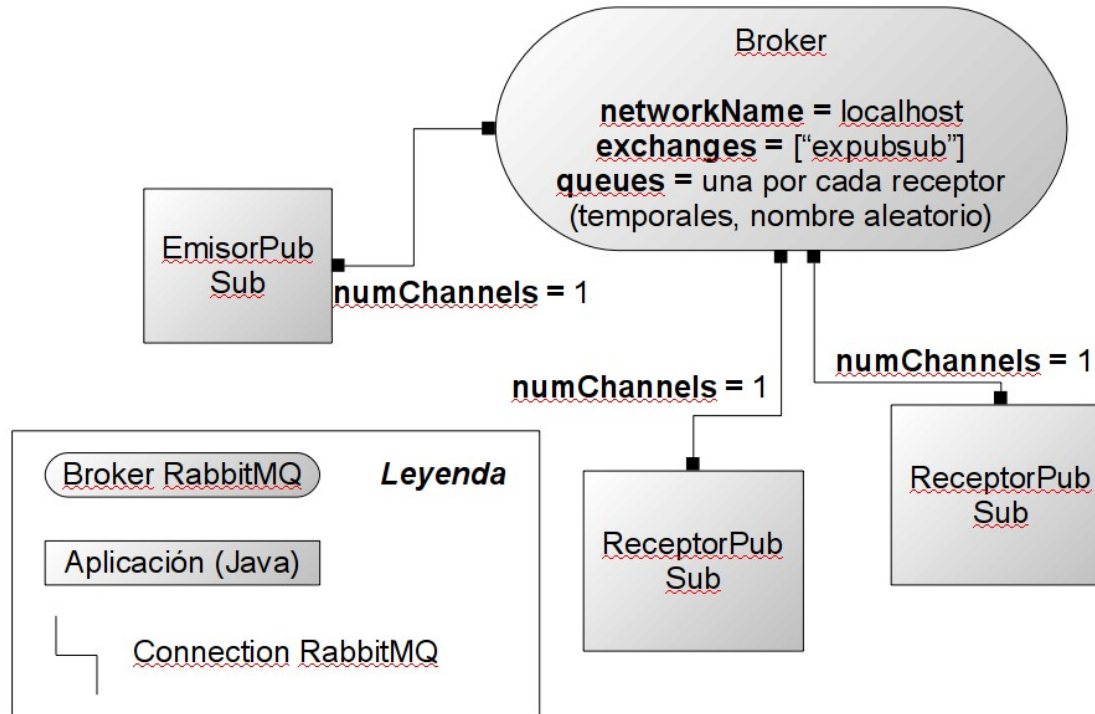 Broker
networkName = localhost
exchanges = [“expubsub”]
queues = una por cada receptor
(temporales, nombre aleatorio)
EmisorPub
Sub
numChannels = 1
numChannels = 1
numChannels = 1
ReceptorPub
Sub
ReceptorPub
Sub
Leyenda
Broker RabbitMQ
Aplicación (Java)
Connection RabbitMQ